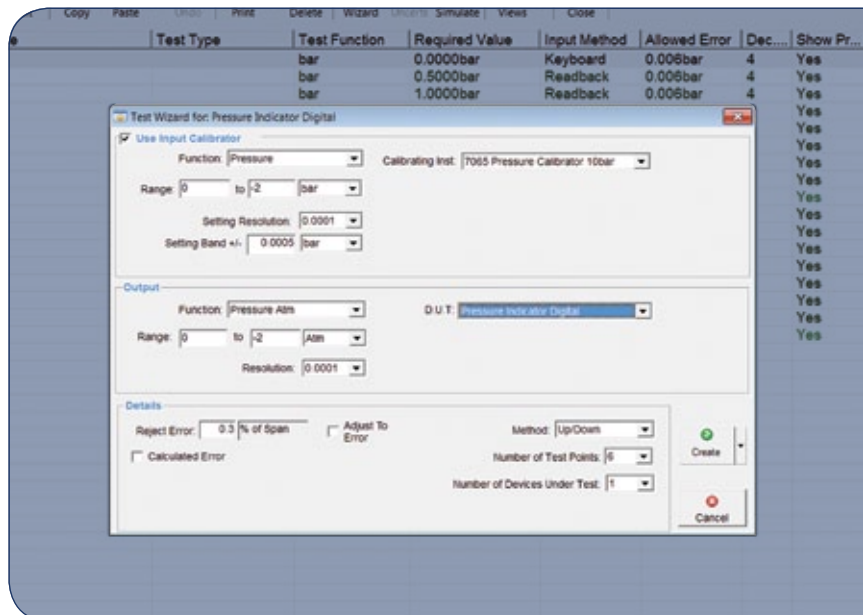 Copy Paste Undo Print Delete Wizard Uncerts Simulate Views Close
e Test Type Test Function Required Value Input Method Allowed Error Dec.... Show Pr...
bar 0.0000bar Keyboard 0.006bar 4 Yes
bar 0.5000bar Readback 0.006bar 4 Yes
bar 1.0000bar Readback 0.006bar 4 Yes
Test Wizard for: Pressure Indicator Digital
Yes
Yes
Use Input Calibrator
Yes
Function: Pressure Calibrating Inst: 7065 Pressure Calibrator 10bar
Yes
Range: 0 to -2 bar
Yes
Yes
Setting Resolution: 0.0001
Yes
Setting Band +/- 0.0005 bar
Yes
Yes
Yes
Output
Yes
Function: Pressure Atm D.U.T: Pressure Indicator Digital
Yes
Yes
Range: 0 to -2 Atm
Yes
Resolution: 0.0001
Details
Reject Error: 0.3 % of Span Adjust To Error Method: Up/Down
Calculated Error Number of Test Points: 6
Create
Number of Devices Under Test: 1
Cancel